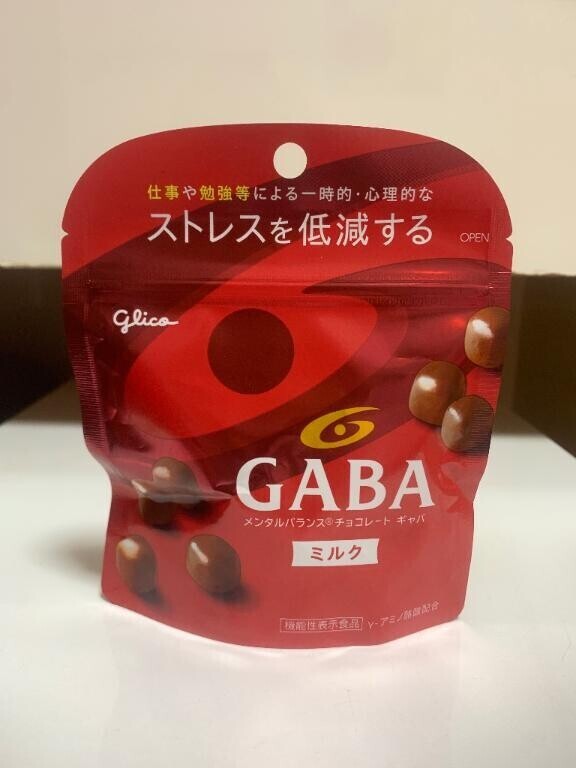 仕事や勉強等による一時的・心理的な
ストレスを低減する
OPEN
Glico
GABA
メンタルバランス®チョコレート ギャバ
ミルク
機能性表示食品 γ-アミノ酪酸配合